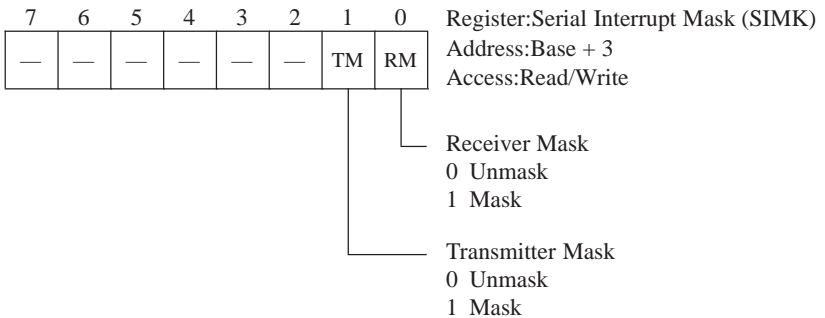 7 6 5 4 3 2 1 0
— — — — — — TM RM
Register:Serial Interrupt Mask (SIMK)
Address:Base + 3
Access:Read/Write
Receiver Mask
0 Unmask
1 Mask
Transmitter Mask
0 Unmask
1 Mask